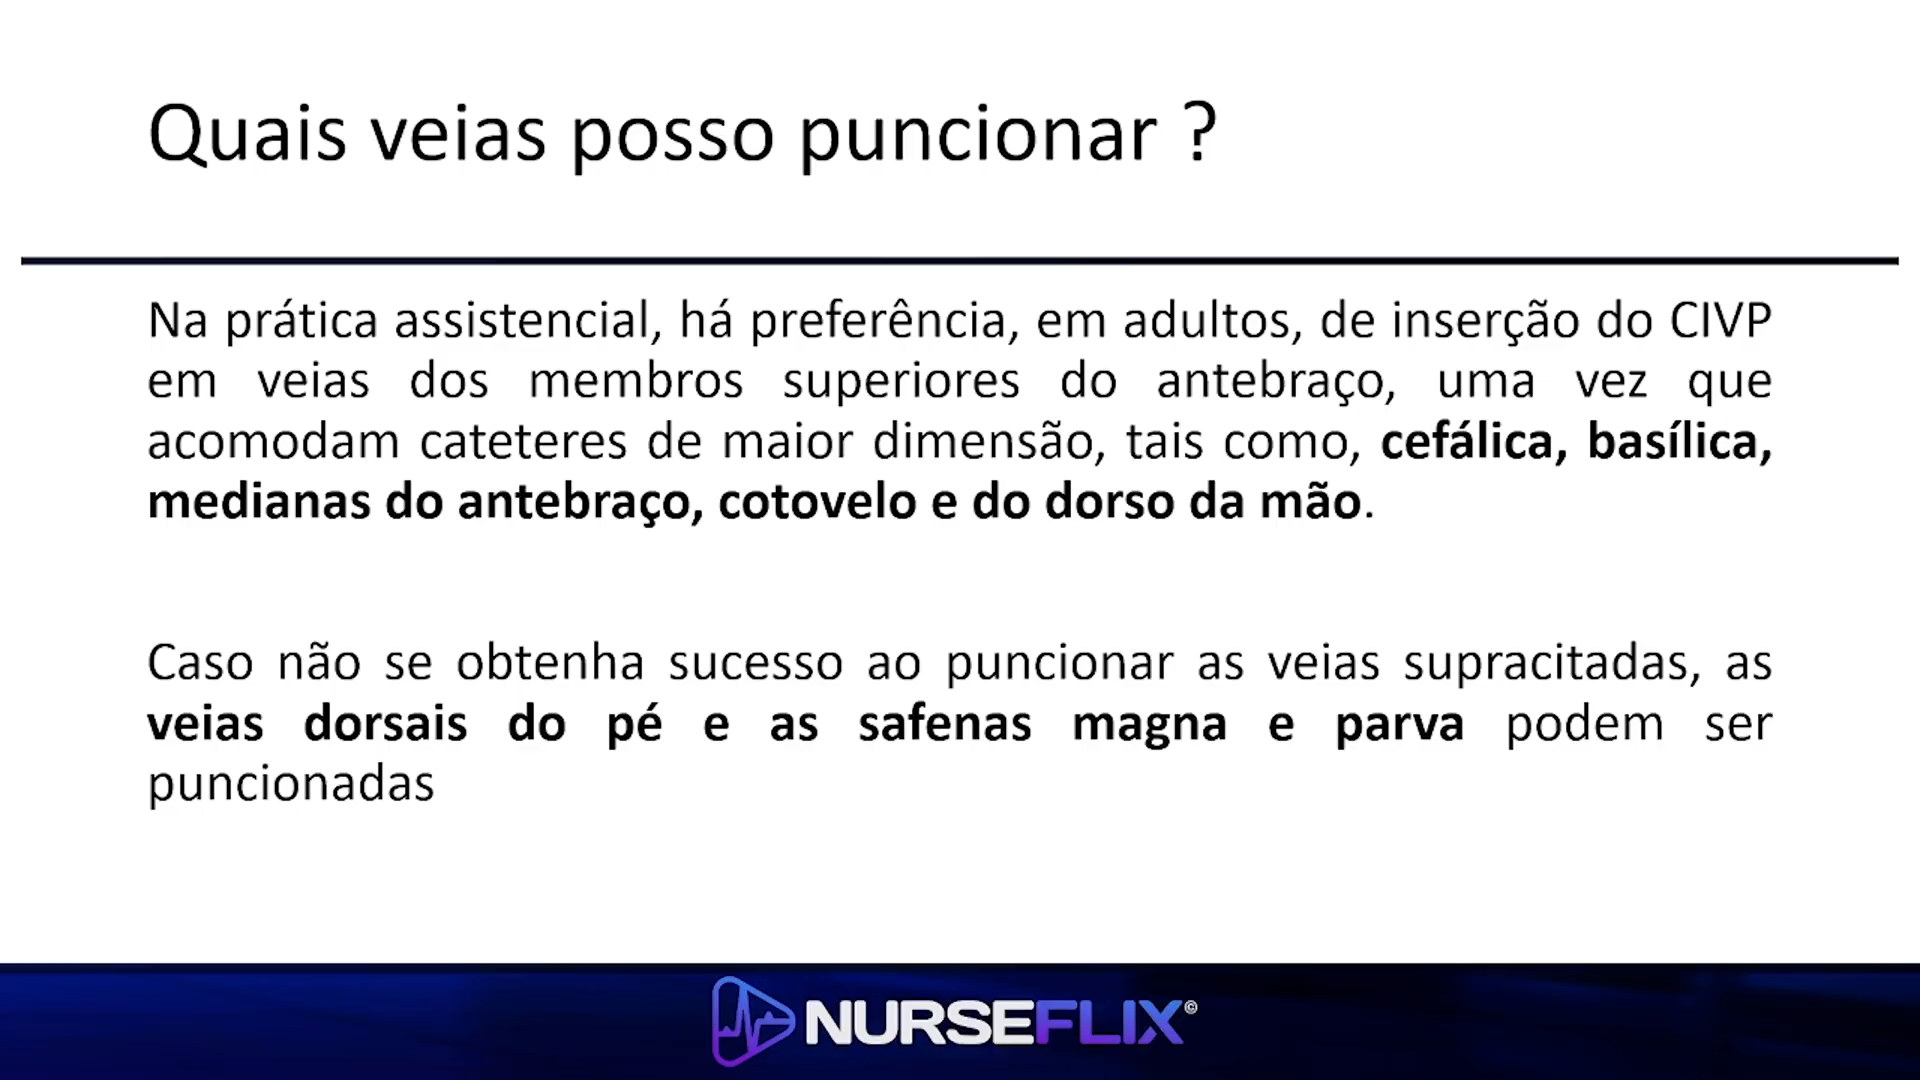 Quais veias posso puncionar ?
Na prática assistencial, há preferência, em adultos, de inserção do CIVP
em veias dos membros superiores do antebraço, uma vez que
acomodam cateteres de maior dimensão, tais como, cefálica, basílica,
medianas do antebraço, cotovelo e do dorso da mão.
Caso não se obtenha sucesso ao puncionar as veias supracitadas, as
veias dorsais do pé e as safenas magna e parva podem ser
puncionadas
NURSEFLIX©